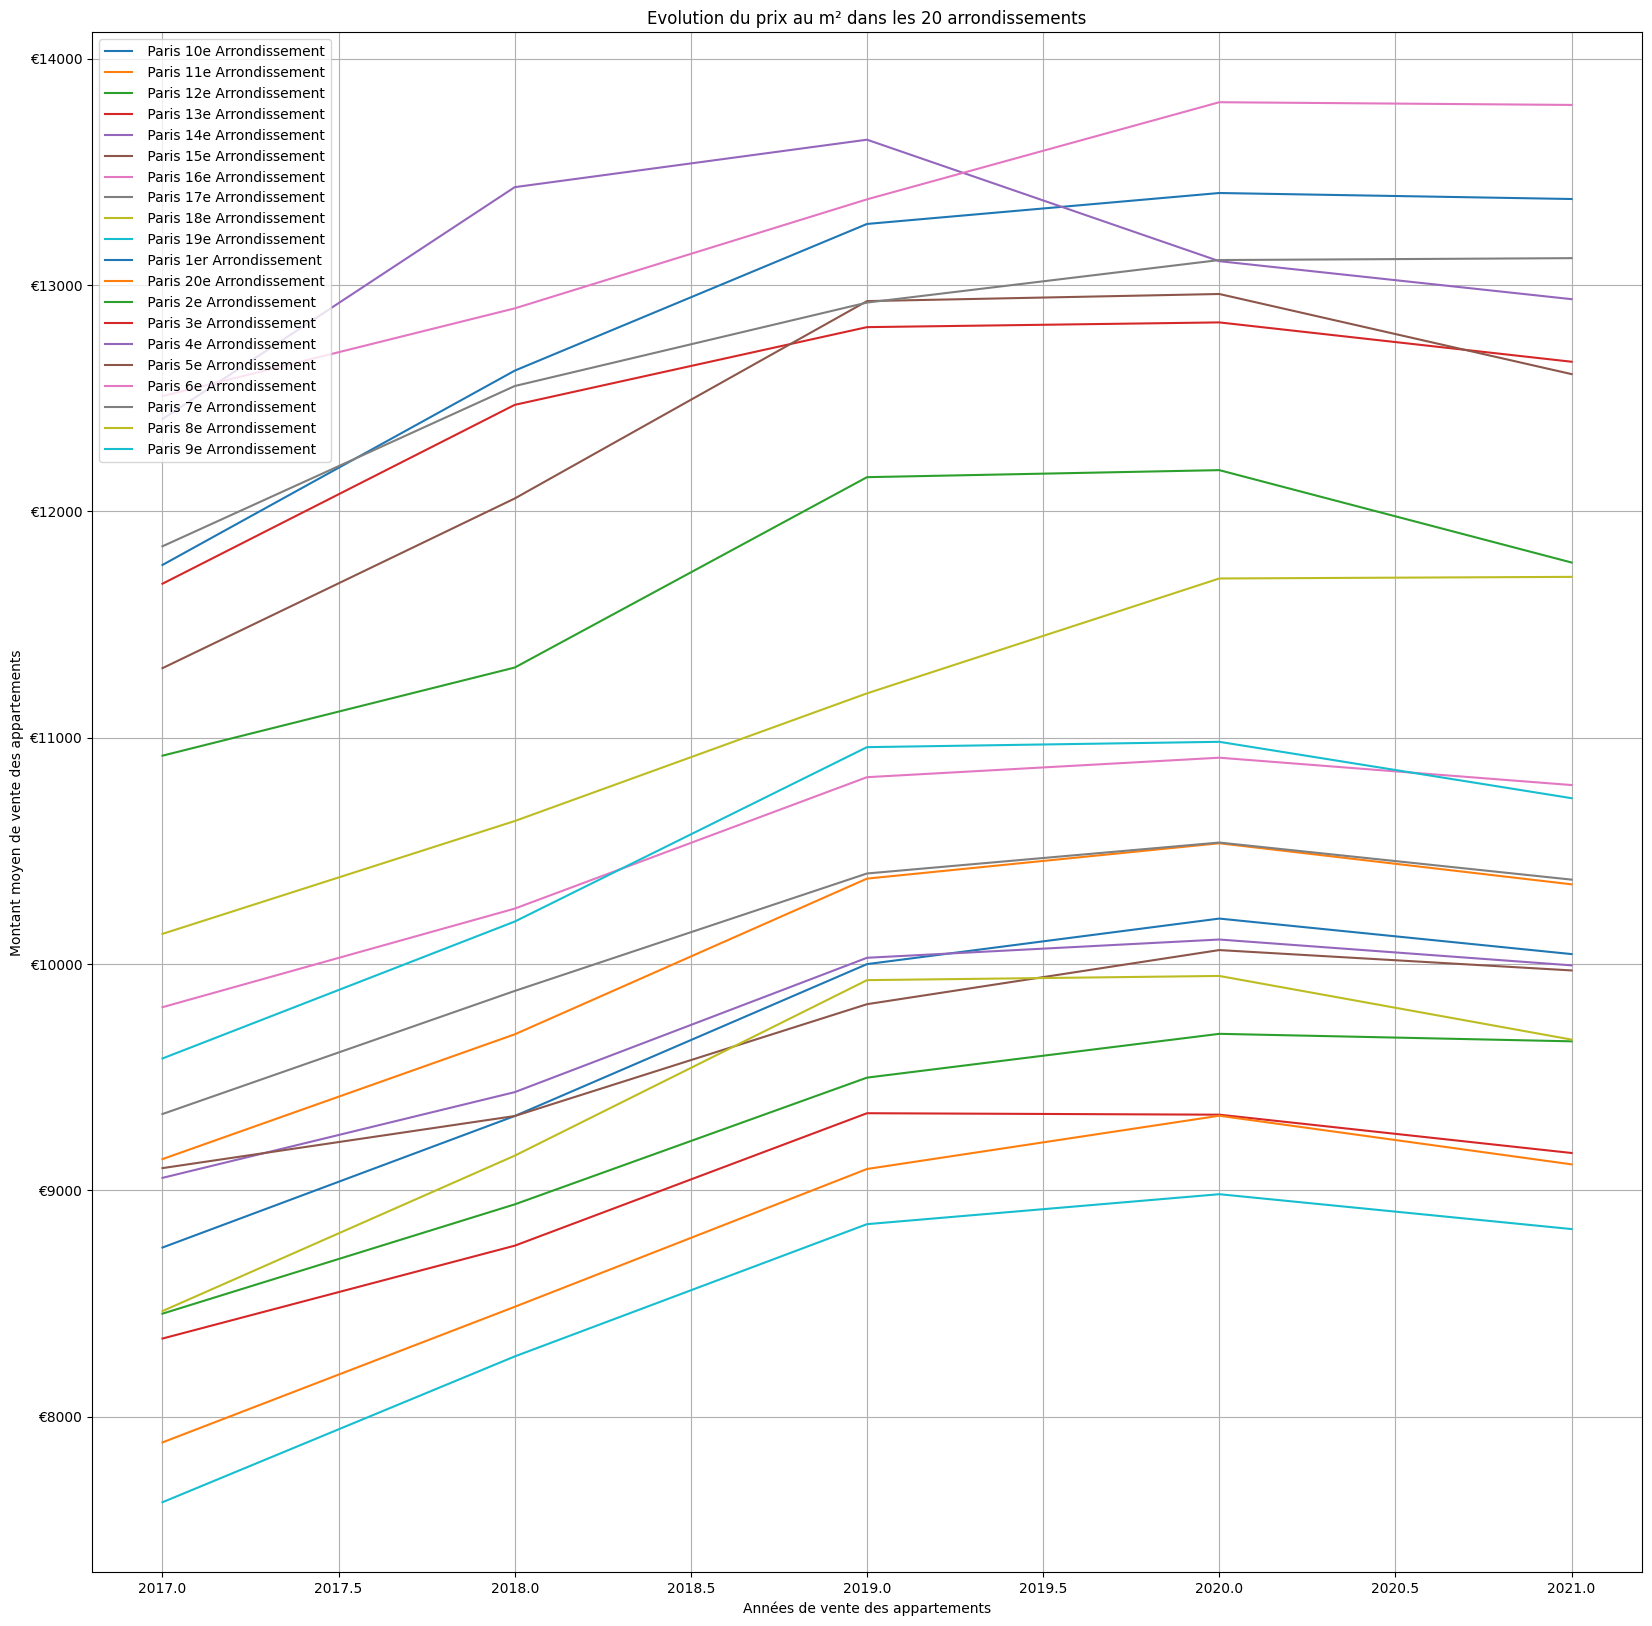 Evolution du prix au m² dans les 20 arrondissements
Paris 10e Arrondissement
Paris 11e Arrondissement
Paris 12e Arrondissement
Paris 13e Arrondissement
Paris 14e Arrondissement
Paris 15e Arrondissement
Paris 16e Arrondissement
Paris 17e Arrondissement
Paris 18e Arrondissement
Paris 19e Arrondissement
Paris 1er Arrondissement
Paris 20e Arrondissement
Paris 2e Arrondissement
Paris 3e Arrondissement
Paris 4e Arrondissement
Paris 5e Arrondissement
Paris 6e Arrondissement
Paris 7e Arrondissement
Paris 8e Arrondissement
Paris 9e Arrondissement
€14000
€13000
€12000
€11000
€10000
€9000
€8000
Montant moyen de vente des appartements
2017.0 2017.5 2018.0 2018.5 2019.0 2019.5 2020.0 2020.5 2021.0
Années de vente des appartements